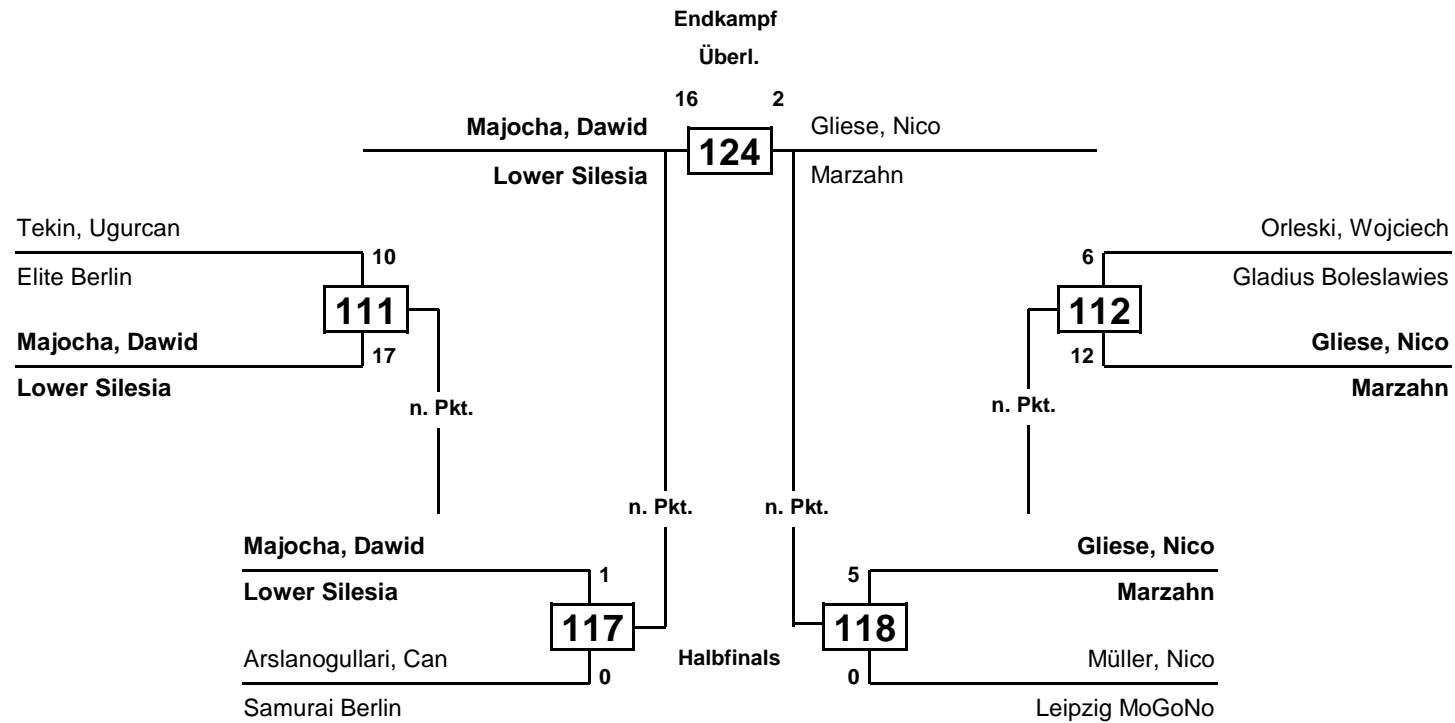 Endkampf
Überl.
16 2
Majocha, Dawid Gliese, Nico
124
Lower Silesia Marzahn
Tekin, Ugurcan Orleski, Wojciech
10 6
Elite Berlin Gladius Boleslawies
111 112
Majocha, Dawid Gliese, Nico
17 12
Lower Silesia Marzahn
n. Pkt. n. Pkt.
n. Pkt. n. Pkt.
Majocha, Dawid Gliese, Nico
1 5
Lower Silesia Marzahn
117 118
Arslanogullari, Can Halbfinals Müller, Nico
0 0
Samurai Berlin Leipzig MoGoNo